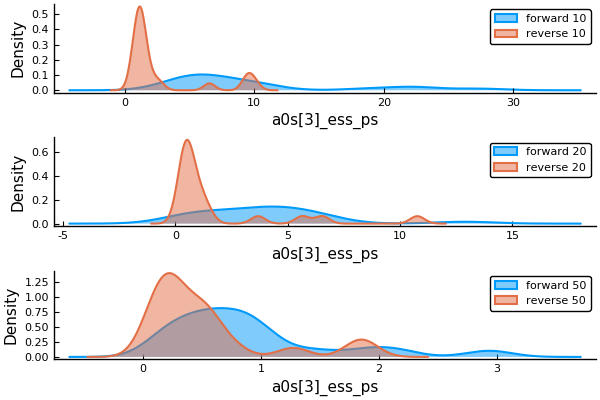 0.5
0.4
0.3
0.2
0.1
0.0
Density
forward 10
reverse 10
0 10 20 30
a0s[3]_ess_ps
0.6
0.4
0.2
0.0
Density
forward 20
reverse 20
-5 0 5 10 15
a0s[3]_ess_ps
1.25
1.00
0.75
0.50
0.25
0.00
Density
forward 50
reverse 50
0 1 2 3
a0s[3]_ess_ps